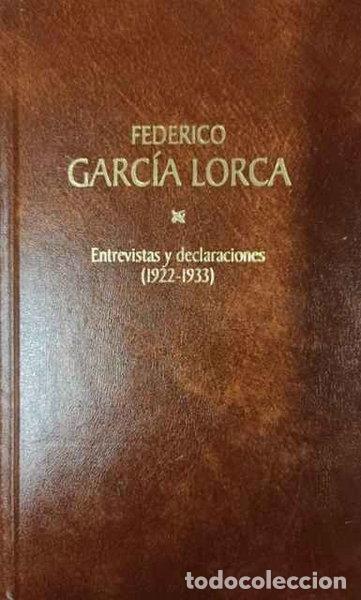 FEDERICO
GARCÍA LORCA
Entrevistas y declaraciones
(1922-1933)
todocoleccion